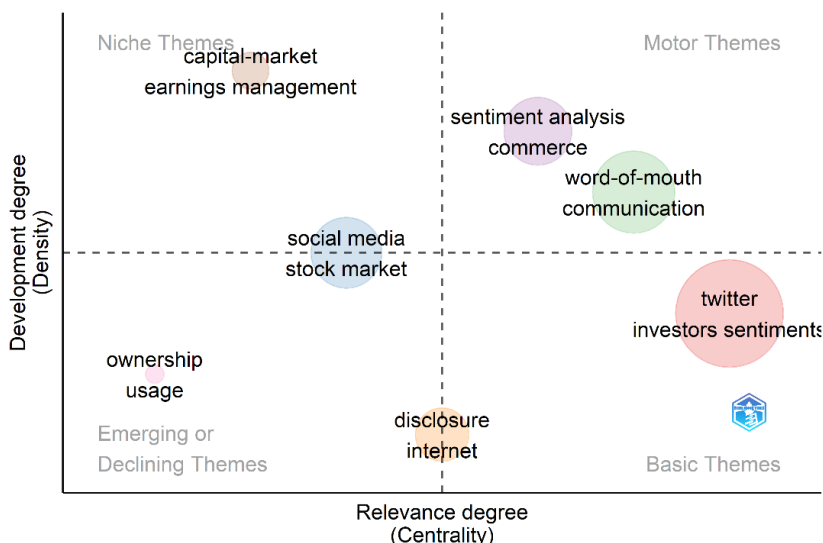 Niche Themes
Motor Themes
capital-market
earnings management
sentiment analysis
commerce
word-of-mouth
communication
social media
stock market
twitter
investors sentiments
ownership
usage
disclosure
internet
Emerging or
Declining Themes
Basic Themes
Development degree
(Density)
Relevance degree
(Centrality)